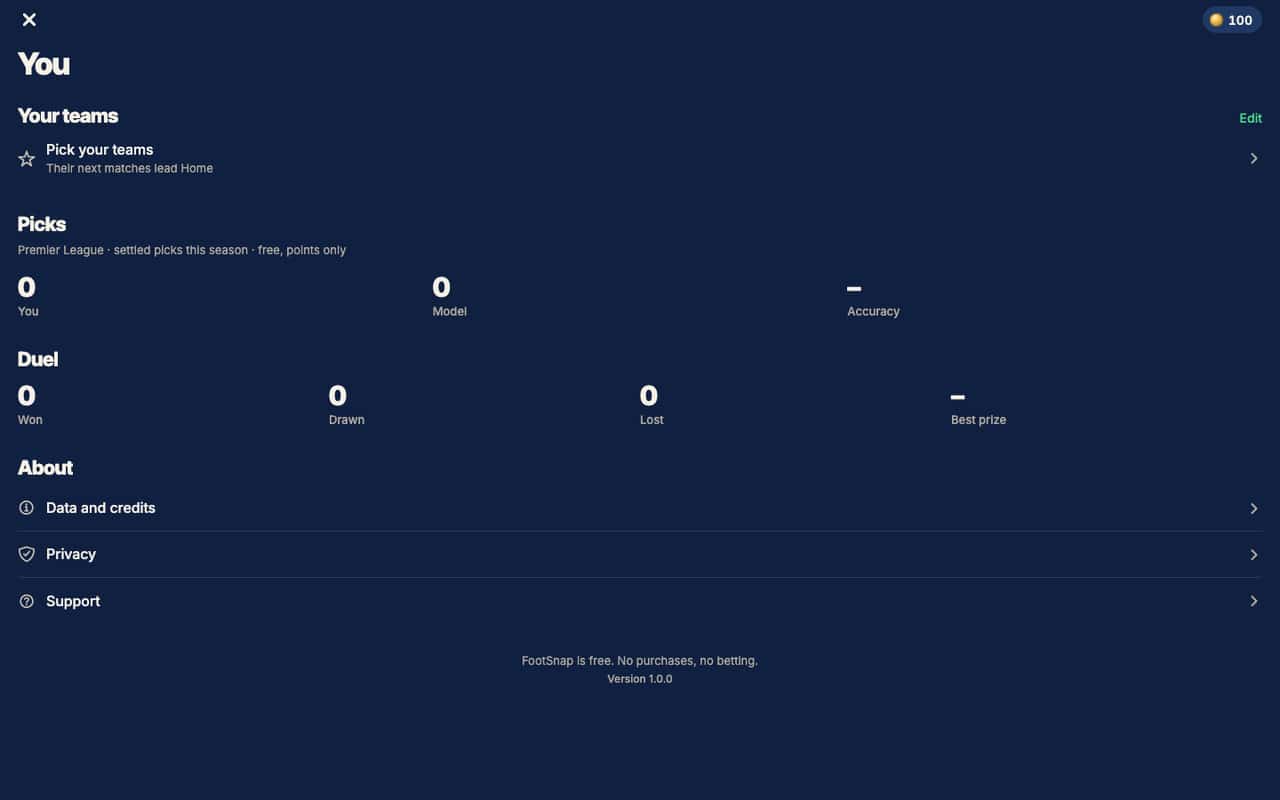 100
You
Your teams
Edit
Pick your teams
Their next matches lead Home
Picks
Premier League · settled picks this season · free, points only
0 0 –
You Model Accuracy
Duel
0 0 0 –
Won Drawn Lost Best prize
About
Data and credits
Privacy
Support
FootSnap is free. No purchases, no betting.
Version 1.0.0